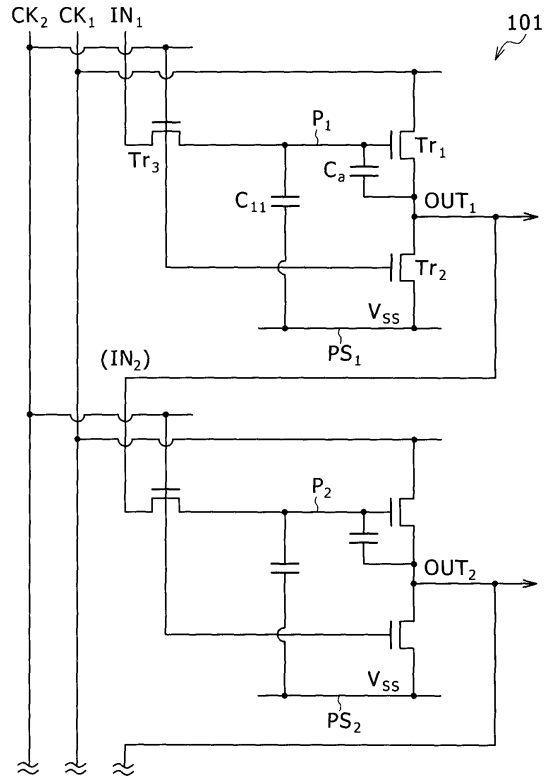 CK₂ CK₁ IN₁
101
P₁
Tr₁
Tr₃
Cₐ
C₁₁
OUT₁
Tr₂
VSS
PS₁
(IN₂)
P₂
OUT₂
VSS
PS₂